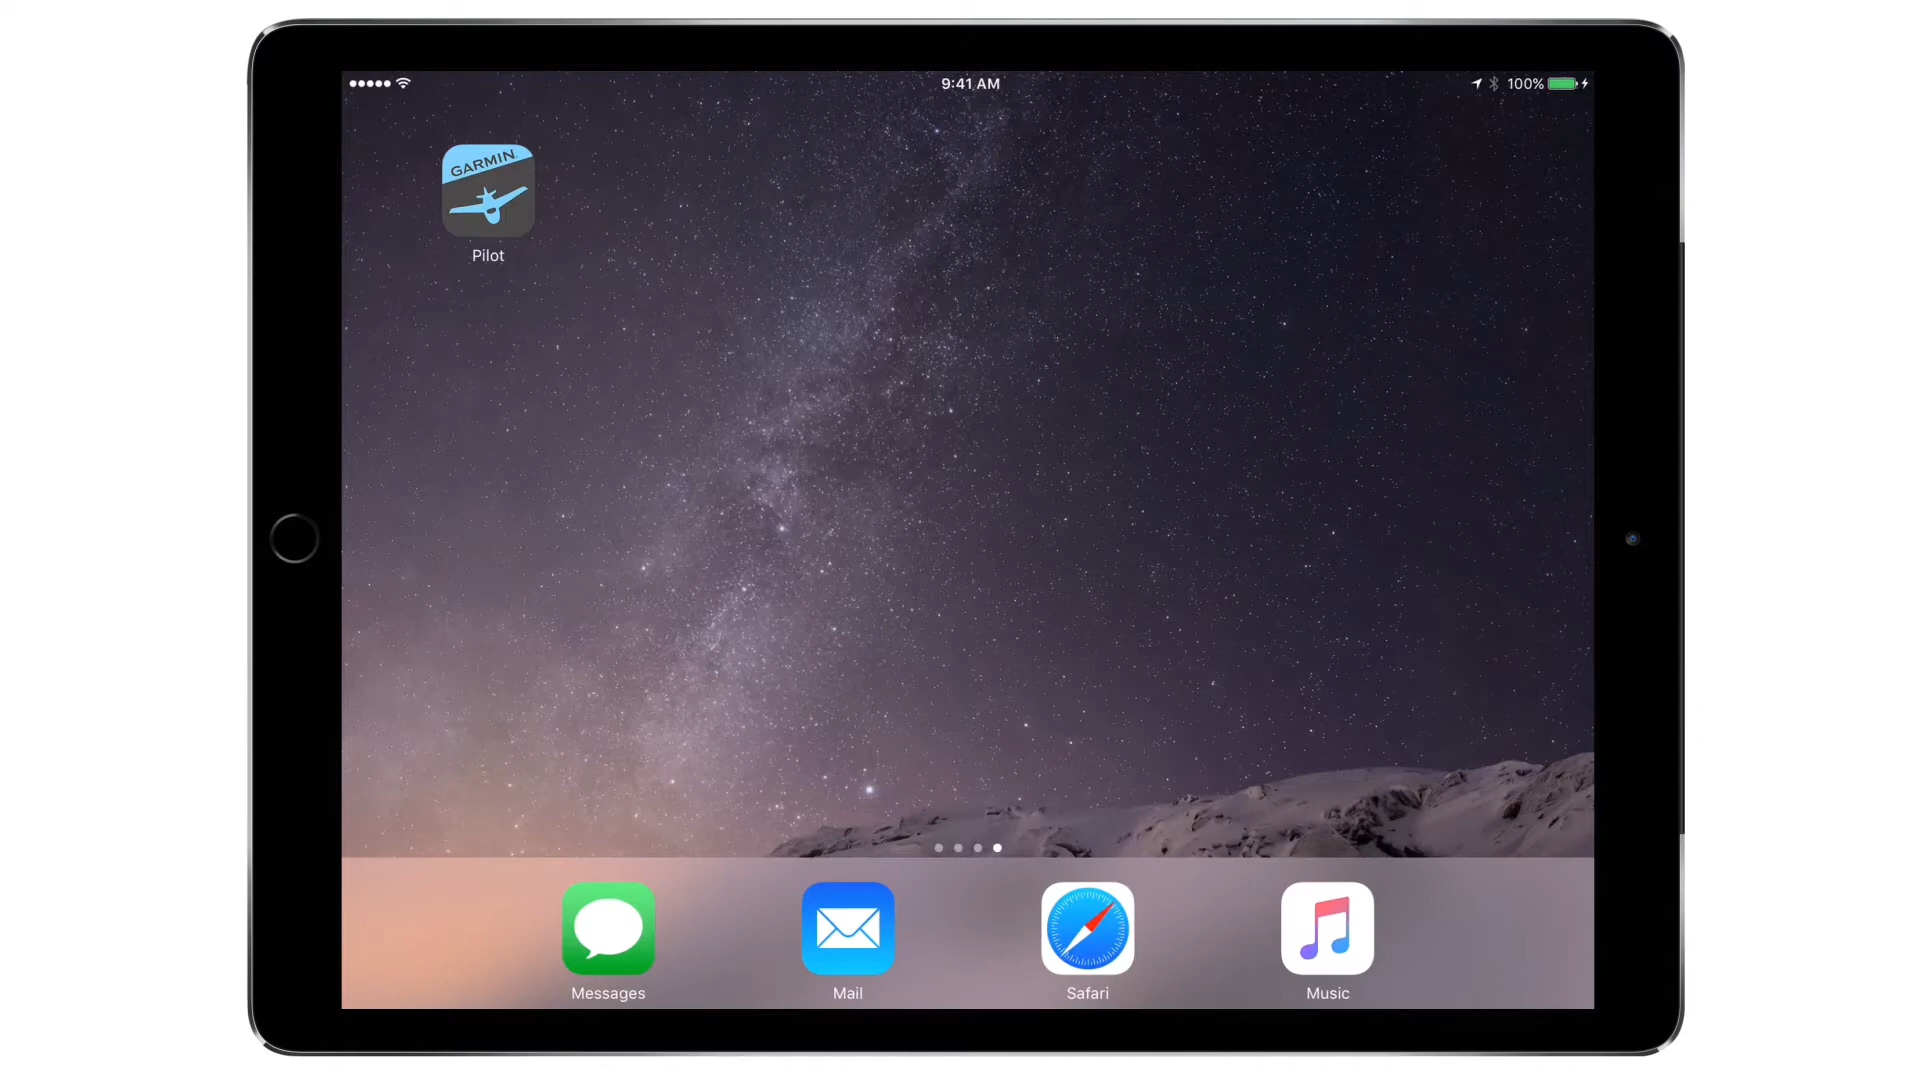 9:41 AM
100%
GARMIN
Pilot
Messages
Mail
Safari
Music